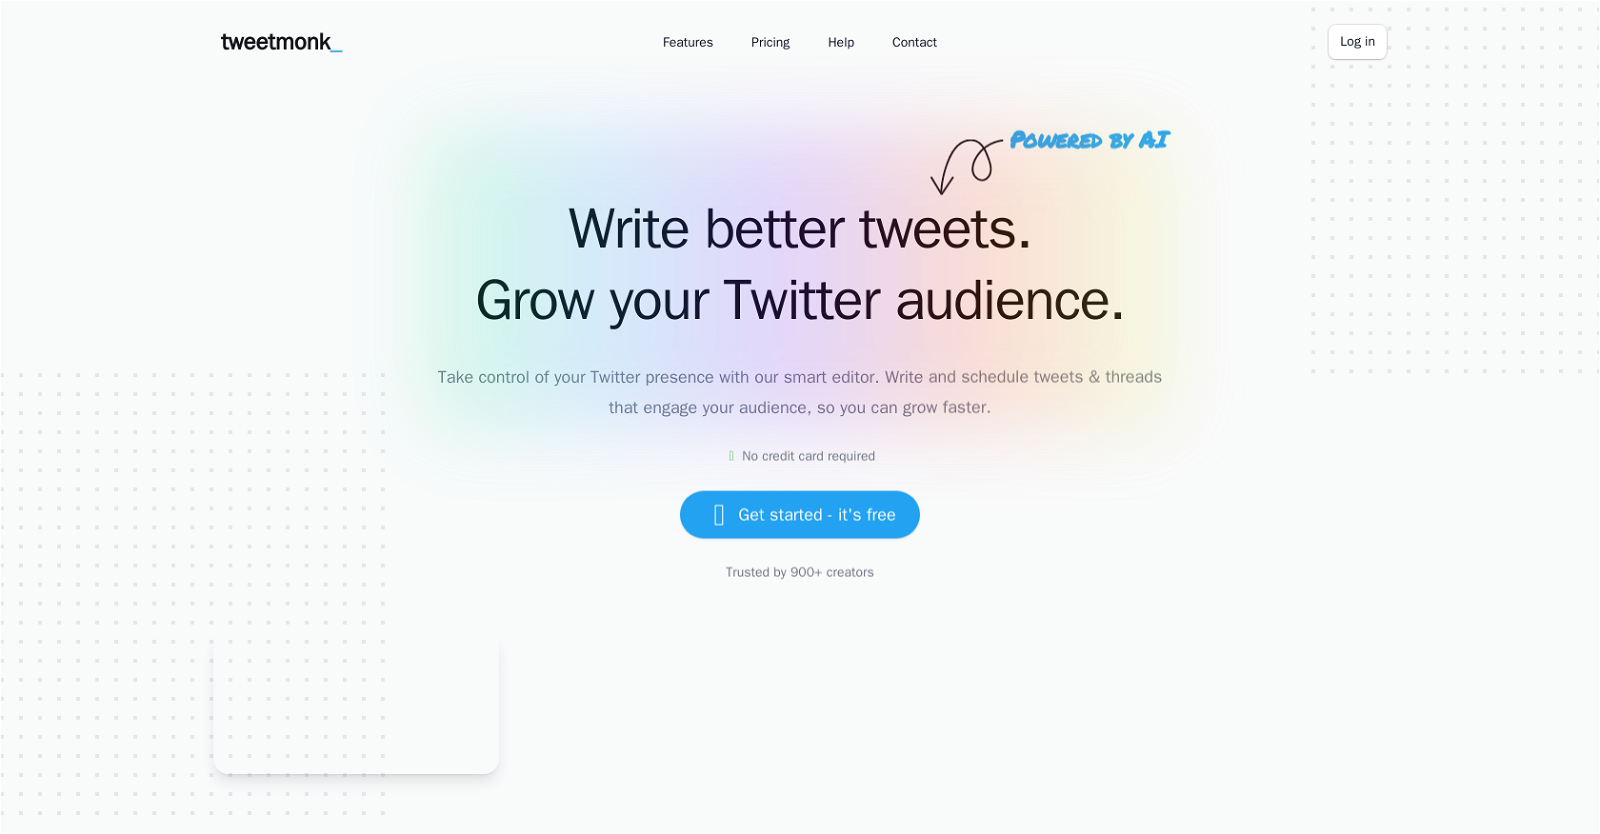 tweetmonk_
Features
Pricing
Help
Contact
Log in
Powered by AI
Write better tweets.
Grow your Twitter audience.
Take control of your Twitter presence with our smart editor. Write and schedule tweets & threads
that engage your audience, so you can grow faster.
No credit card required
Get started - it's free
Trusted by 900+ creators